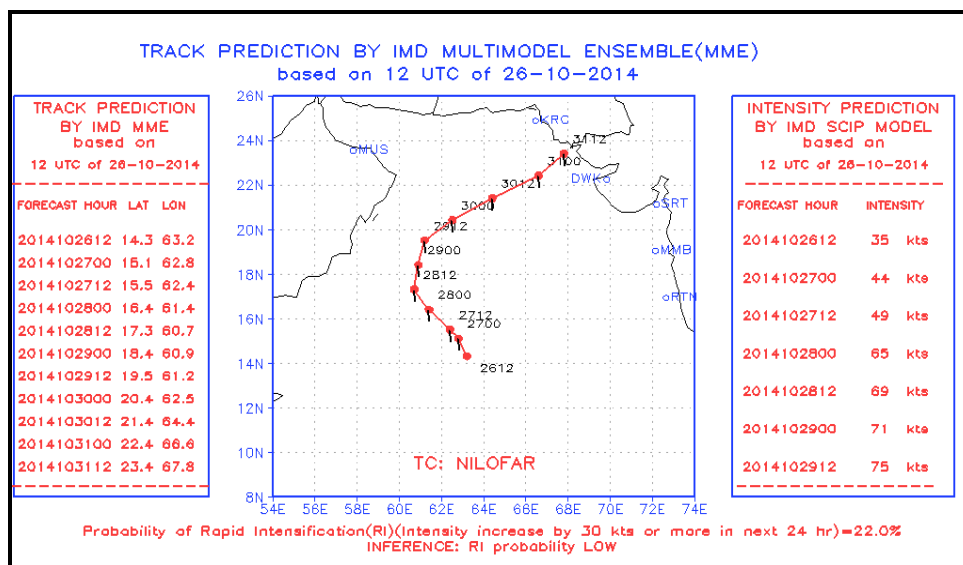 TRACK PREDICTION BY IMD MULTIMODEL ENSEMBLE(MME)
based on 12 UTC of 26-10-2014
TRACK PREDICTION
BY IMD MME
based on
12 UTC of 26-10-2014
FORECAST HOUR LAT LON
2014102612 14.3 63.2
2014102700 15.1 62.8
2014102712 15.5 62.4
2014102800 16.4 61.4
2014102812 17.3 60.7
2014102900 18.4 60.9
2014102912 19.5 61.2
2014103000 20.4 62.5
2014103012 21.4 64.4
2014103100 22.4 66.6
2014103112 23.4 67.8
26N
24N
22N
20N
18N
16N
14N
12N
10N
8N
54E 56E 58E 60E 62E 64E 66E 68E 70E 72E 74E
KRC
MUS
DWK
SRT
MMB
RTN
3112
3100
3012
3000
2912
2900
2812
2800
2712
2700
2612
TC: NILOFAR
INTENSITY PREDICTION
BY IMD SCIP MODEL
based on
12 UTC of 26-10-2014
FORECAST HOUR INTENSITY
2014102612 35 kts
2014102700 44 kts
2014102712 49 kts
2014102800 65 kts
2014102812 69 kts
2014102900 71 kts
2014102912 75 kts
Probability of Rapid Intensification(RI)(Intensity increase by 30 kts or more in next 24 hr)=22.0%
INFERENCE: RI probability LOW